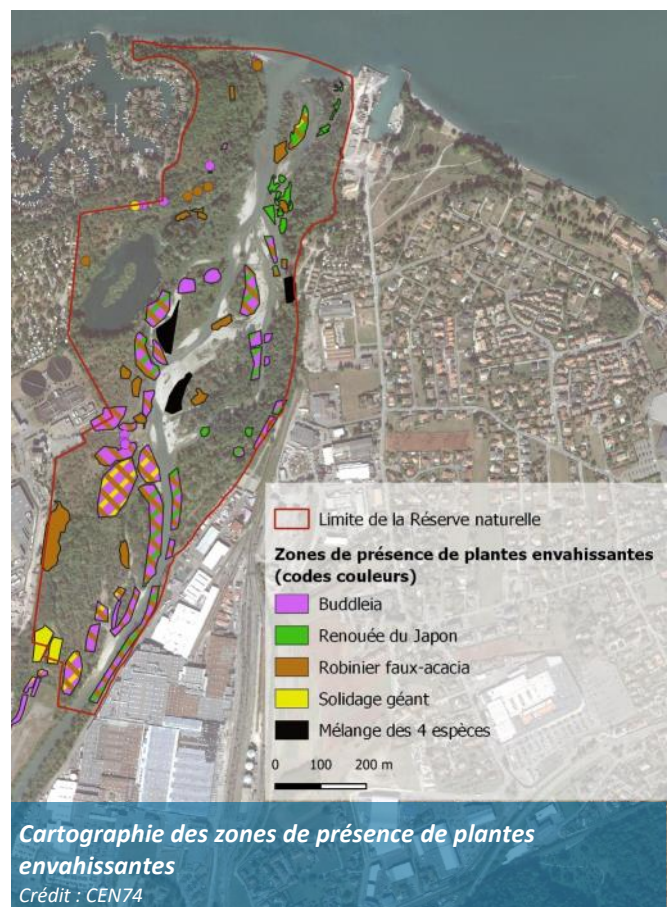 Limite de la Réserve naturelle
Zones de présence de plantes envahissantes
(codes couleurs)
Buddleia
Renouée du Japon
Robinier faux-acacia
Solidage géant
Mélange des 4 espèces
0 100 200 m
Cartographie des zones de présence de plantes
envahissantes
Crédit : CEN74